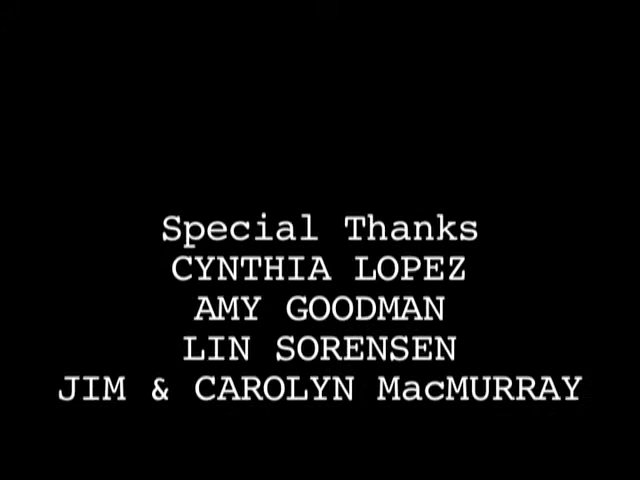 Special Thanks
CYNTHIA LOPEZ
AMY GOODMAN
LIN SORENSEN
JIM & CAROLYN MacMURRAY